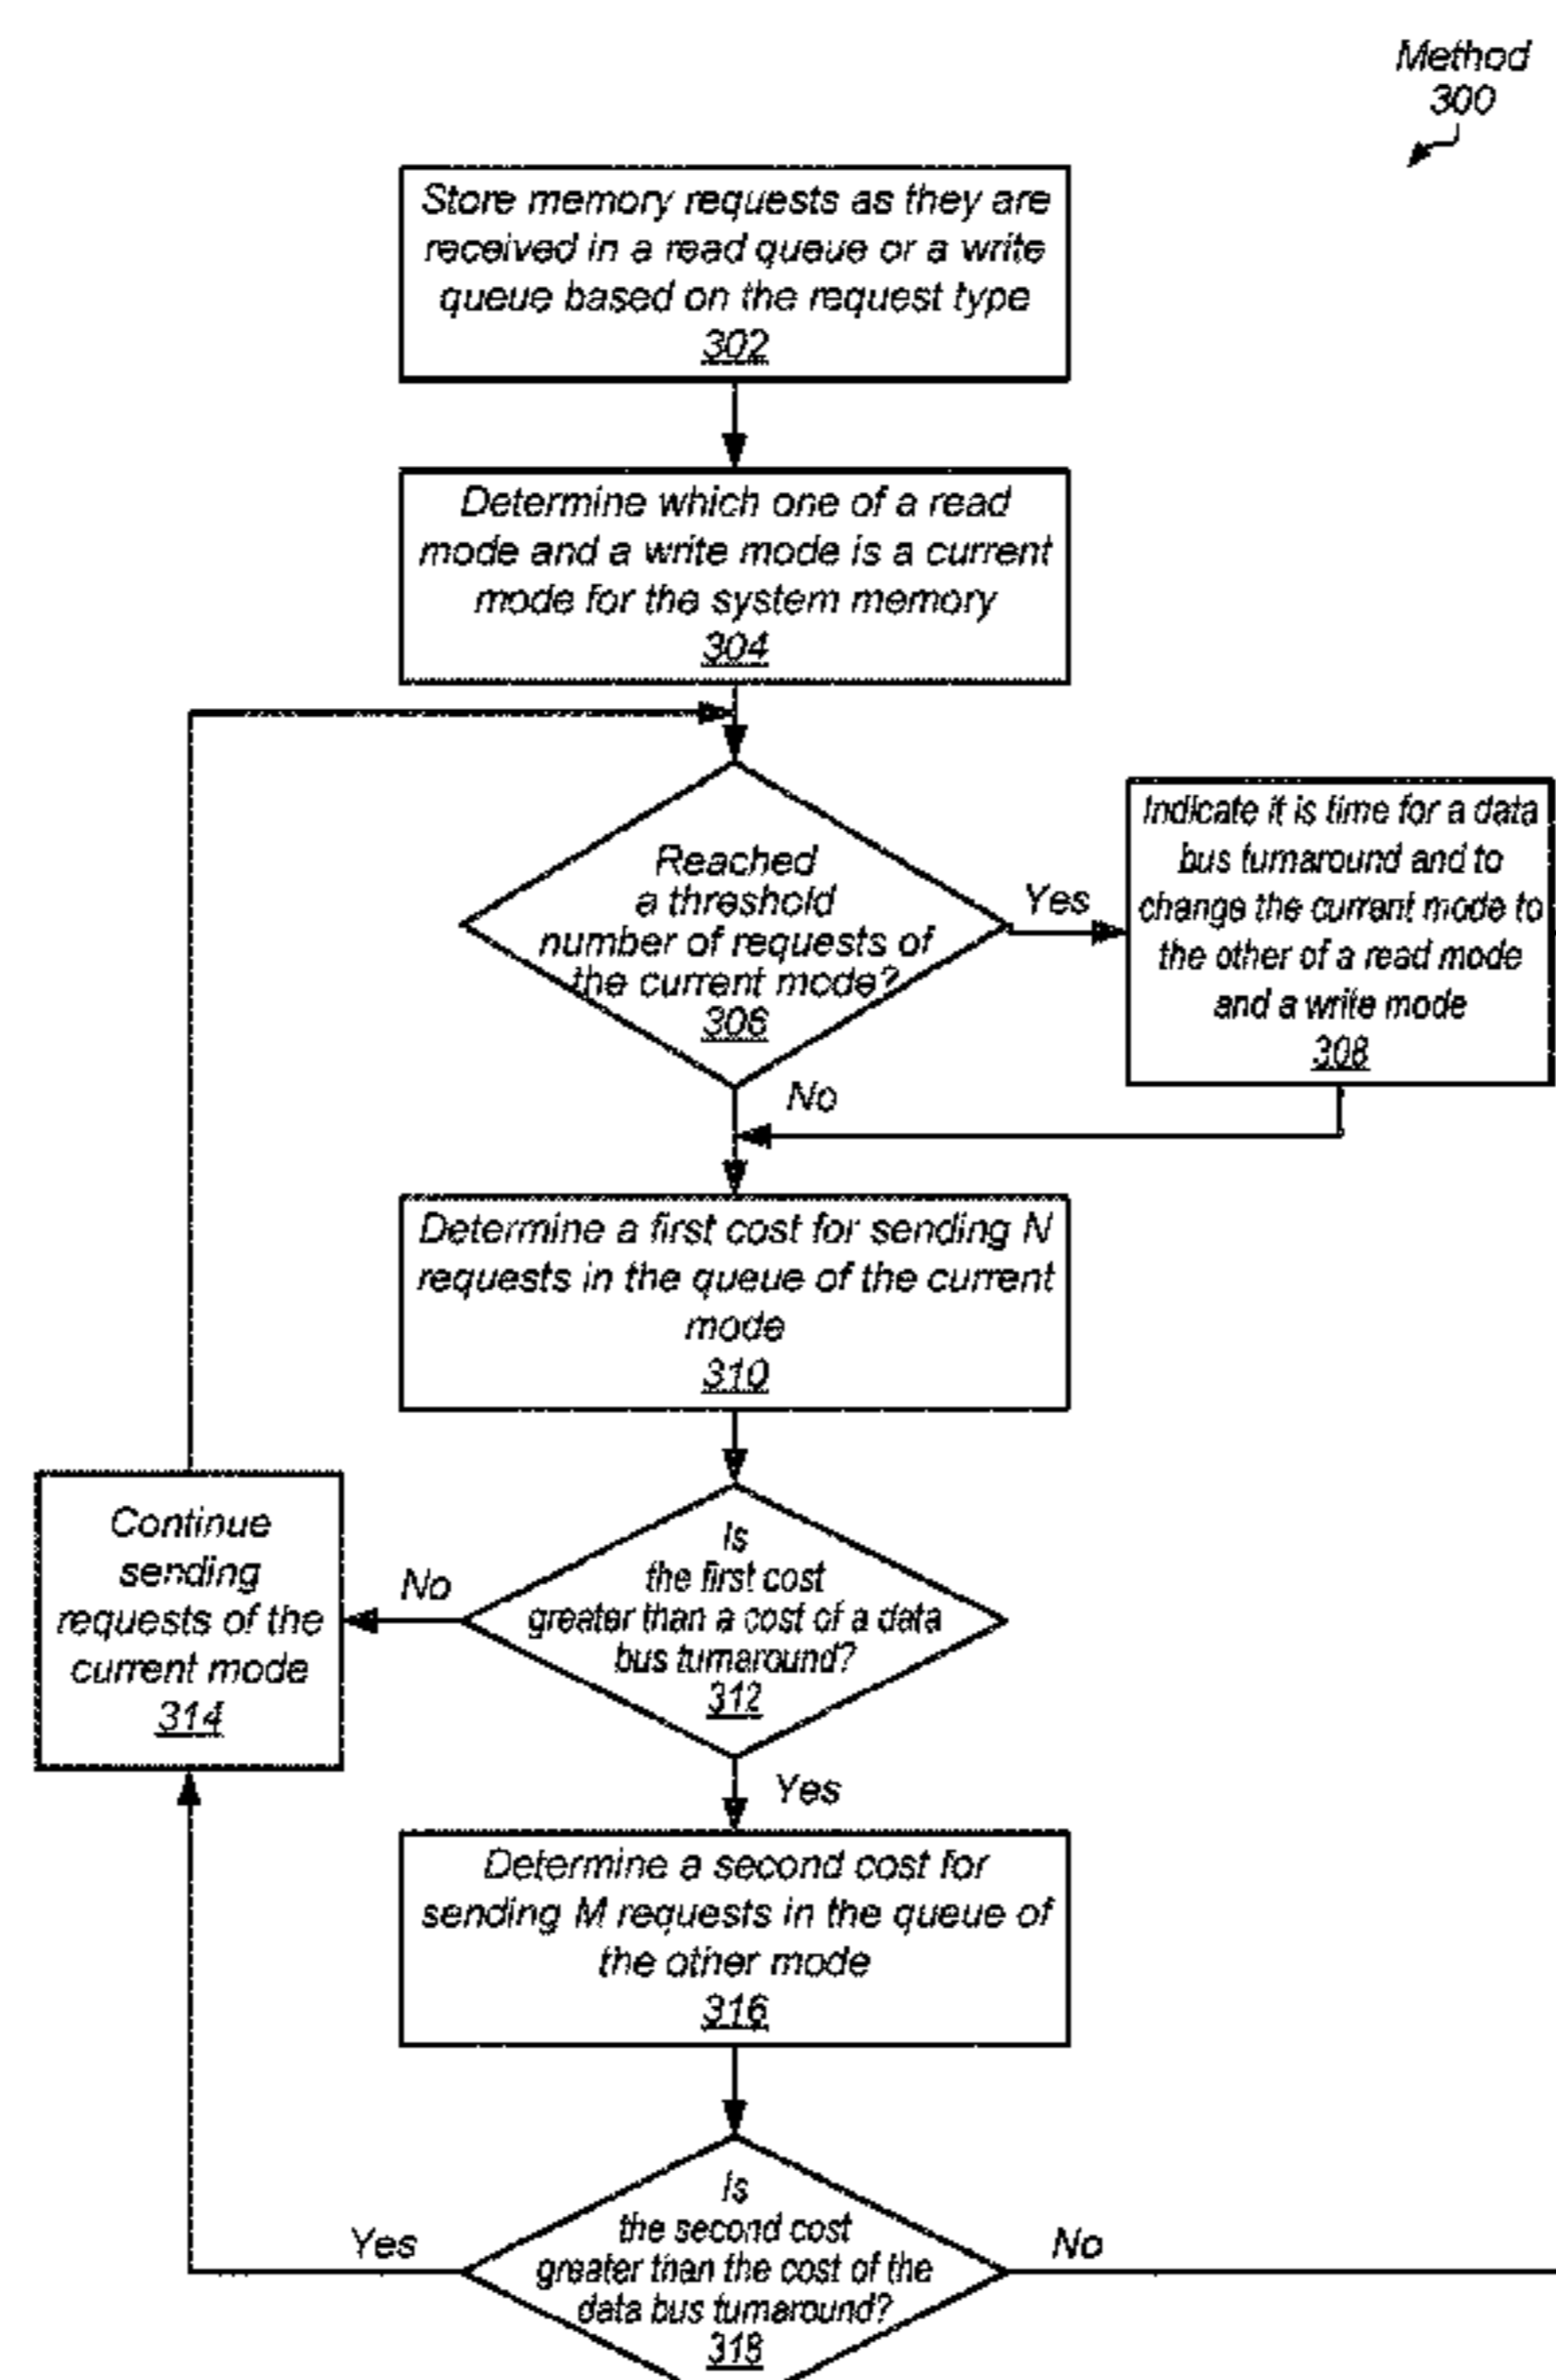 Method
300
Store memory requests as they are
received in a read queue or a write
queue based on the request type
302
Determine which one of a read
mode and a write mode is a current
mode for the system memory
304
Reached
a threshold
number of requests of
the current mode?
306
Yes
Indicate it is time for a data
bus turnaround and to
change the current mode to
the other of a read mode
and a write mode
308
No
Determine a first cost for sending N
requests in the queue of the current
mode
310
Continue
sending
requests of the
current mode
314
No
Is
the first cost
greater than a cost of a data
bus turnaround?
312
Yes
Determine a second cost for
sending M requests in the queue of
the other mode
316
Yes
Is
the second cost
greater than the cost of the
data bus turnaround?
318
No